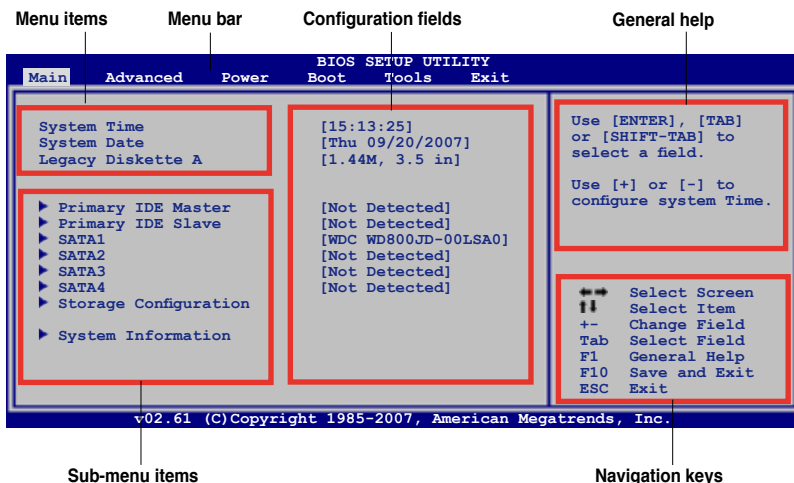 Menu items Menu bar Configuration fields General help
BIOS SETUP UTILITY
Main Advanced Power Boot Tools Exit
System Time [15:13:25]
System Date [Thu 09/20/2007]
Legacy Diskette A [1.44M, 3.5 in]
Primary IDE Master [Not Detected]
Primary IDE Slave [Not Detected]
SATA1 [WDC WD800JD-00LSA0]
SATA2 [Not Detected]
SATA3 [Not Detected]
SATA4 [Not Detected]
Storage Configuration
System Information
Use [ENTER], [TAB]
or [SHIFT-TAB] to
select a field.
Use [+] or [-] to
configure system Time.
←→ Select Screen
↑↓ Select Item
+- Change Field
Tab Select Field
F1 General Help
F10 Save and Exit
ESC Exit
v02.61 (C)Copyright 1985-2007, American Megatrends, Inc.
Sub-menu items Navigation keys